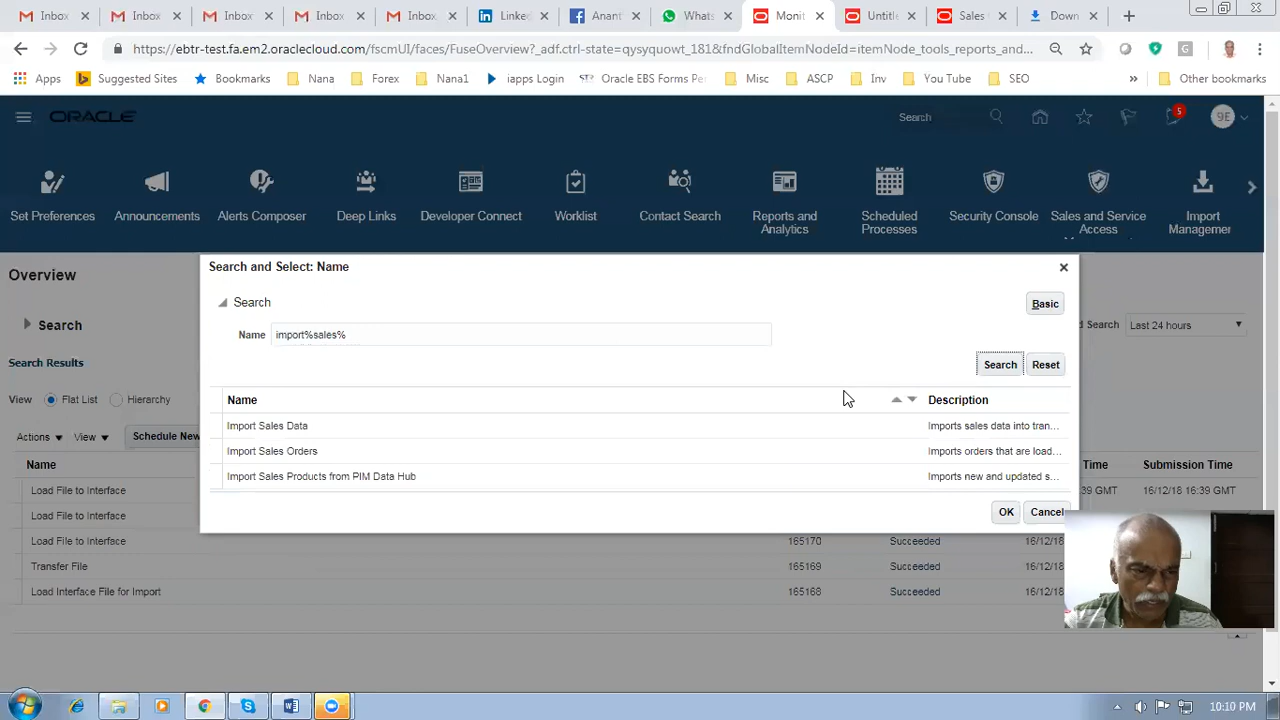 Inbox
Inbox
Inbox
Inbox
Inbox
Linke
Anant
Whats
Monit
Untitle
Sales
Down
https://ebtr-test.fa.em2.oraclecloud.com/fscmUI/faces/FuseOverview?_adf.ctrl-state=qysyquowt_181&fndGlobalItemNodeId=itemNode_tools_reports_and...
Apps
Suggested Sites
Bookmarks
Nana
Forex
Nana1
iapps Login
Oracle EBS Forms Pe
Misc
ASCP
Inv
You Tube
SEO
»
Other bookmarks
ORACLE
Search
5
9E
Set Preferences
Announcements
Alerts Composer
Deep Links
Developer Connect
Worklist
Contact Search
Reports and
Analytics
Scheduled
Processes
Security Console
Sales and Service
Access
Import
Managemer
Overview
Search
Search Results
View
Flat List
Hierarchy
Actions
View
Schedule New
Name
Load File to Interface
Load File to Interface
Load File to Interface
Transfer File
Load Interface File for Import
Search and Select: Name
Search
Basic
Name
import%sales%
Search
Reset
Name
Description
Import Sales Data
Imports sales data into tran...
Import Sales Orders
Imports orders that are load...
Import Sales Products from PIM Data Hub
Imports new and updated s...
OK
Cancel
d Search
Last 24 hours
Time
Submission Time
39 GMT
16/12/18 16:39 GMT
165170
Succeeded
16/12/18
165169
Succeeded
16/12/18
165168
Succeeded
16/12/18
10:10 PM